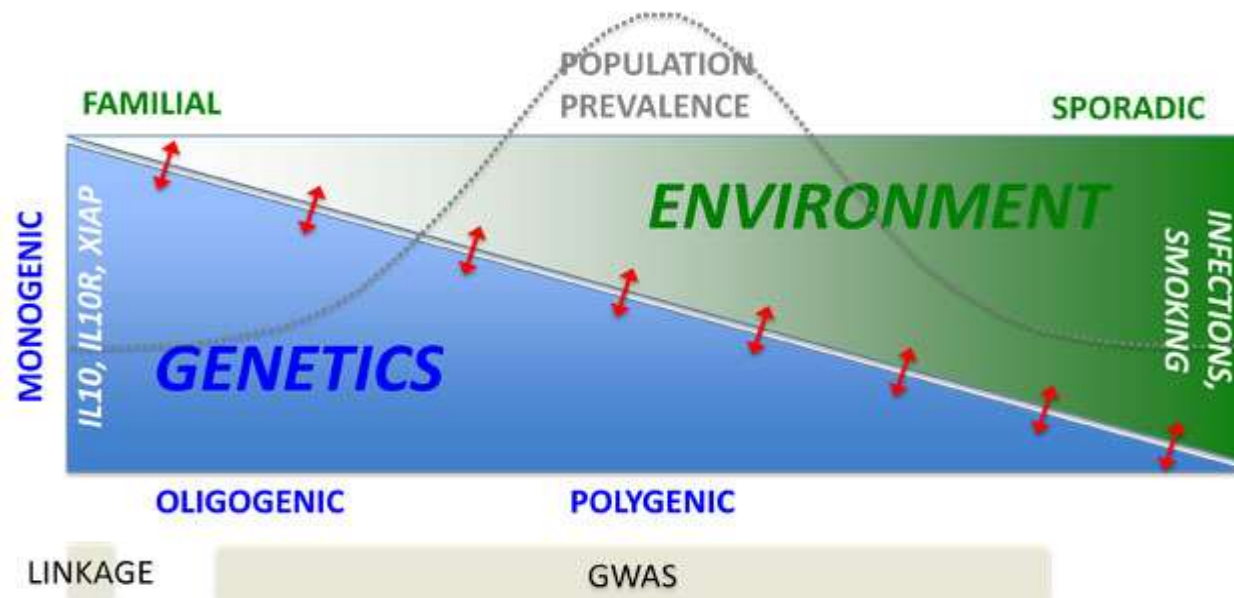 POPULATION
PREVALENCE
FAMILIAL
SPORADIC
ENVIRONMENT
MONOGENIC
IL10, IL10R, XIAP
GENETICS
INFECTIONS,
SMOKING
OLIGOGENIC
POLYGENIC
LINKAGE
GWAS